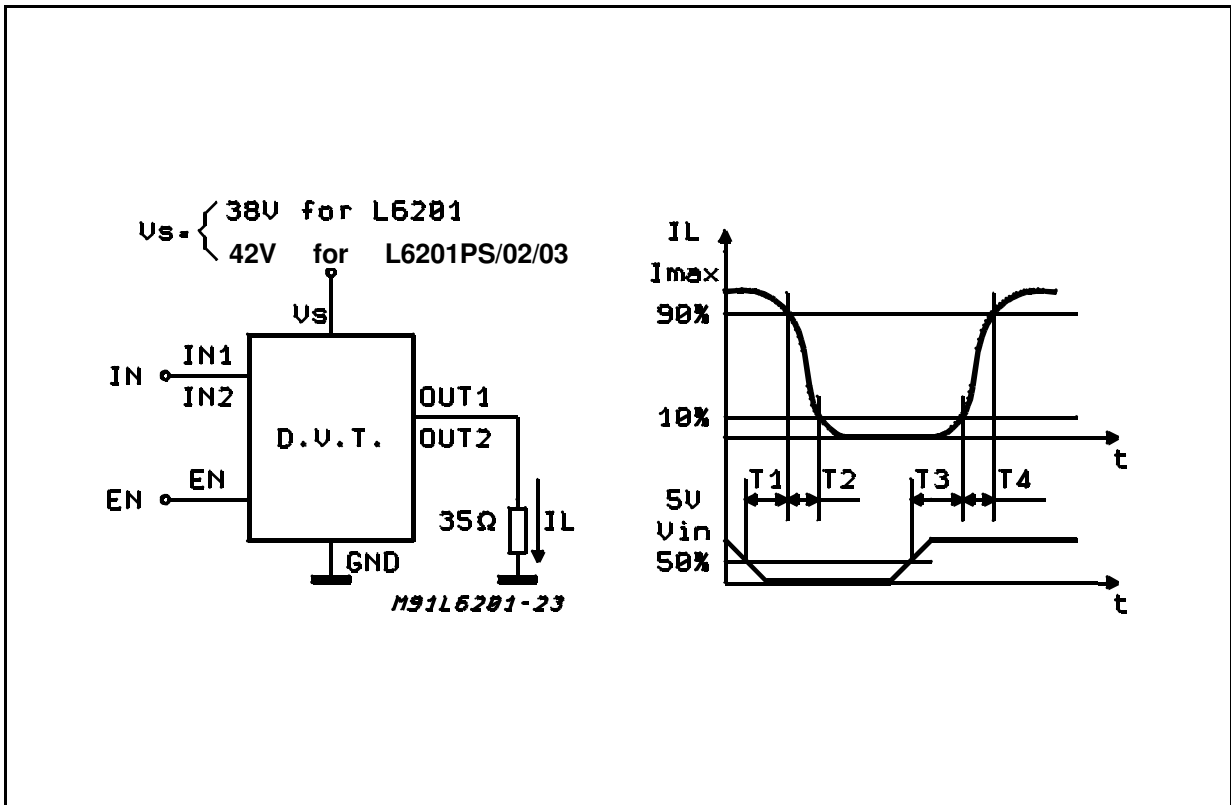 Vs= { 38V for L6201
42V for L6201PS/02/03
Vs
IN
IN1
IN2
D.V.T.
OUT1
OUT2
EN
EN
GND
35Ω
IL
M91L6201-23
IL
Imax
90%
10%
t
T1
T2
T3
T4
5V
Vin
50%
t